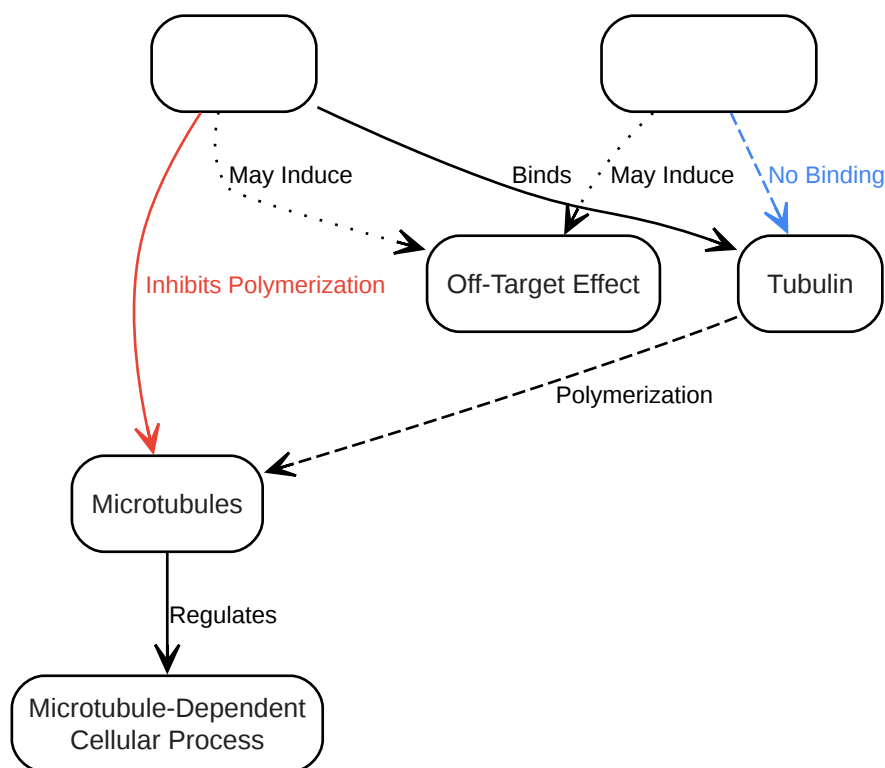 May Induce
Binds
May Induce
No Binding
Off-Target Effect
Tubulin
Inhibits Polymerization
Polymerization
Microtubules
Regulates
Microtubule-Dependent
Cellular Process